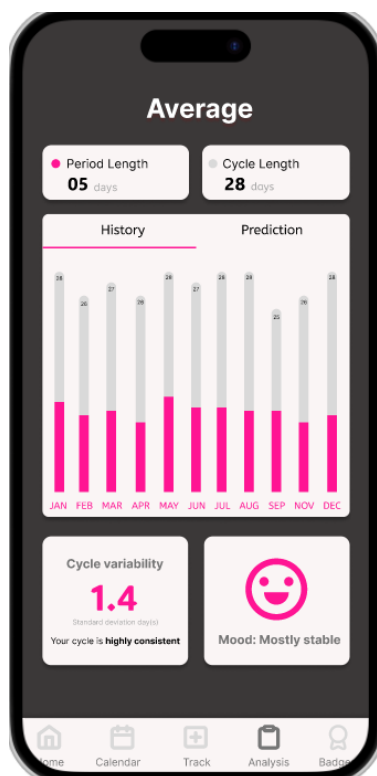 Average
Period Length
05 days
Cycle Length
28 days
History Prediction
28 26 27 26 28 27 28 28 25 26 28
JAN FEB MAR APR MAY JUN JUL AUG SEP NOV DEC
Cycle variability
1.4
Standard deviation day(s)
Your cycle is highly consistent
Mood: Mostly stable
Home Calendar Track Analysis Badge